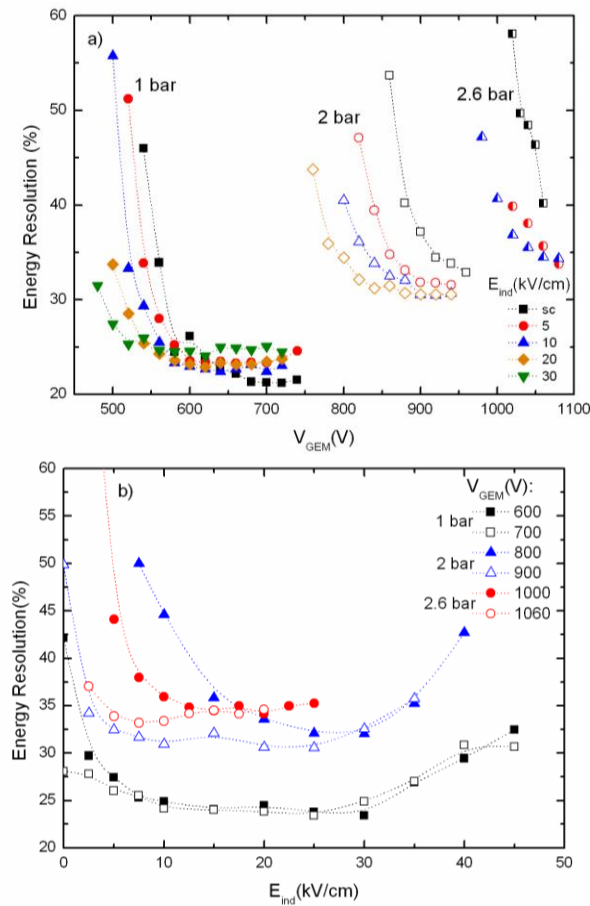 a)
1 bar
2 bar
2.6 bar
60
50
40
30
20
Energy Resolution (%)
E_ind(kV/cm)
sc
5
10
20
30
500 600 700 800 900 1000 1100
V_GEM(V)
b)
V_GEM(V):
1 bar
600
700
2 bar
800
900
2.6 bar
1000
1060
60
55
50
45
40
35
30
25
20
Energy Resolution(%)
0 10 20 30 40 50
E_ind(kV/cm)